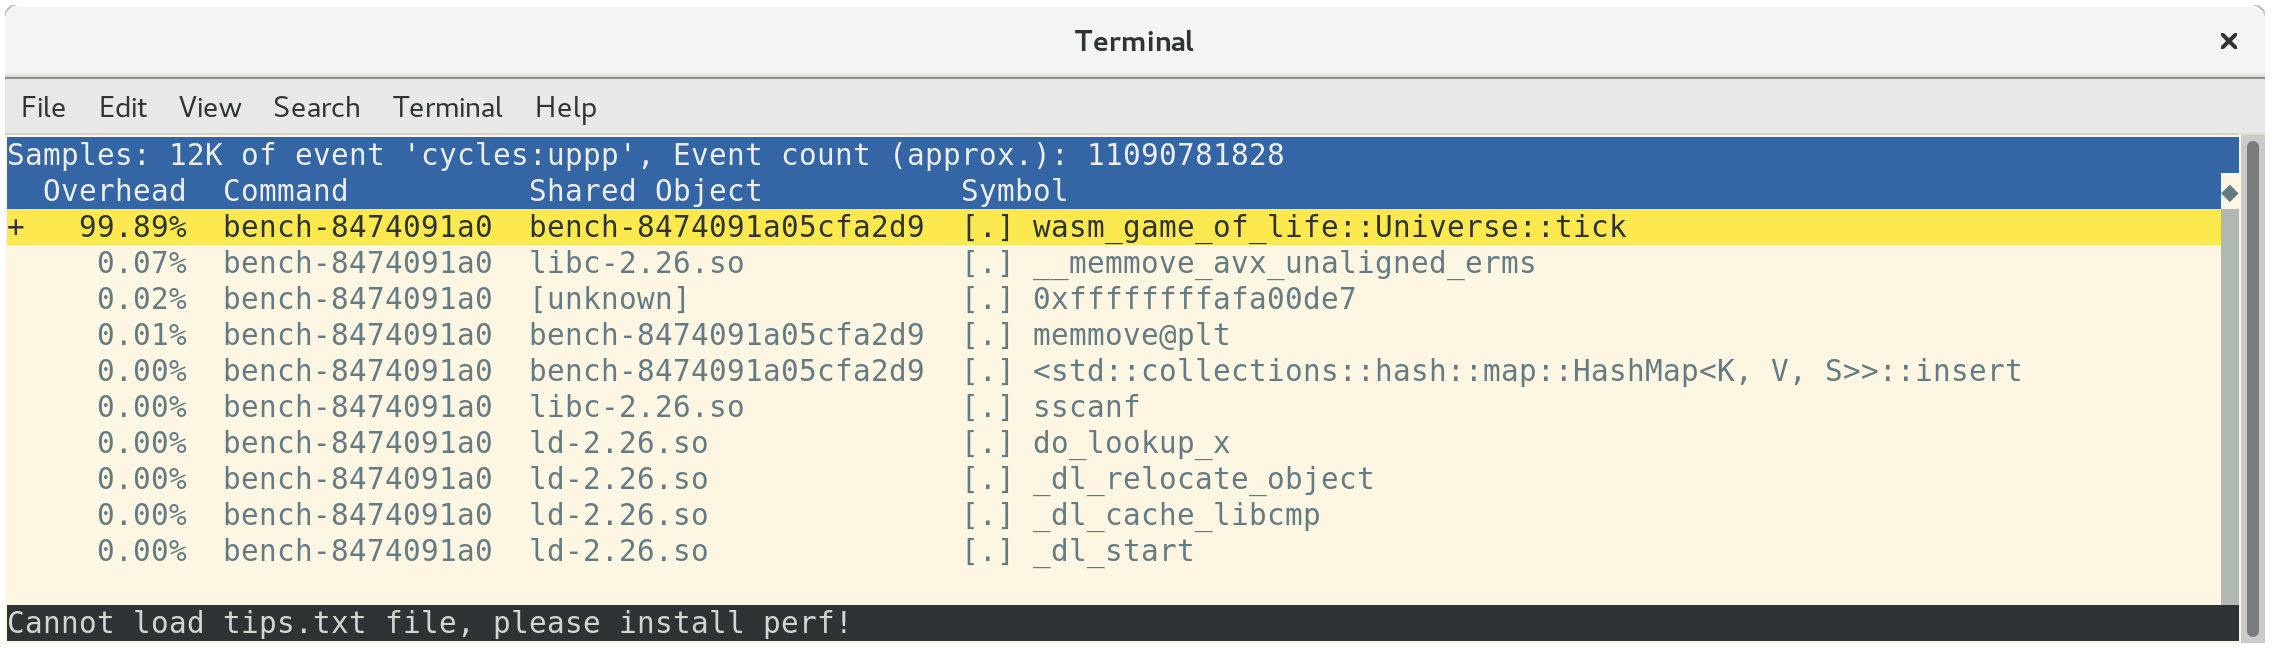 Terminal
File Edit View Search Terminal Help
Samples: 12K of event 'cycles:uppp', Event count (approx.): 11090781828
Overhead Command Shared Object Symbol
+ 99.89% bench-8474091a0 bench-8474091a05cfa2d9 [.] wasm_game_of_life::Universe::tick
0.07% bench-8474091a0 libc-2.26.so [.] __memmove_avx_unaligned_erms
0.02% bench-8474091a0 [unknown] [.] 0xffffffffafa00de7
0.01% bench-8474091a0 bench-8474091a05cfa2d9 [.] memmove@plt
0.00% bench-8474091a0 bench-8474091a05cfa2d9 [.] <std::collections::hash::map::HashMap<K, V, S>>::insert
0.00% bench-8474091a0 libc-2.26.so [.] sscanf
0.00% bench-8474091a0 ld-2.26.so [.] do_lookup_x
0.00% bench-8474091a0 ld-2.26.so [.] _dl_relocate_object
0.00% bench-8474091a0 ld-2.26.so [.] _dl_cache_libcmp
0.00% bench-8474091a0 ld-2.26.so [.] _dl_start
Cannot load tips.txt file, please install perf!